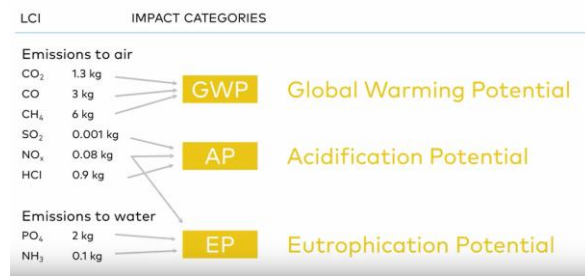 LCI IMPACT CATEGORIES
Emissions to air
CO₂ 1.3 kg
CO 3 kg
CH₄ 6 kg
SO₂ 0.001 kg
NOₓ 0.08 kg
HCl 0.9 kg
GWP Global Warming Potential
AP Acidification Potential
Emissions to water
PO₄ 2 kg
NH₃ 0.1 kg
EP Eutrophication Potential